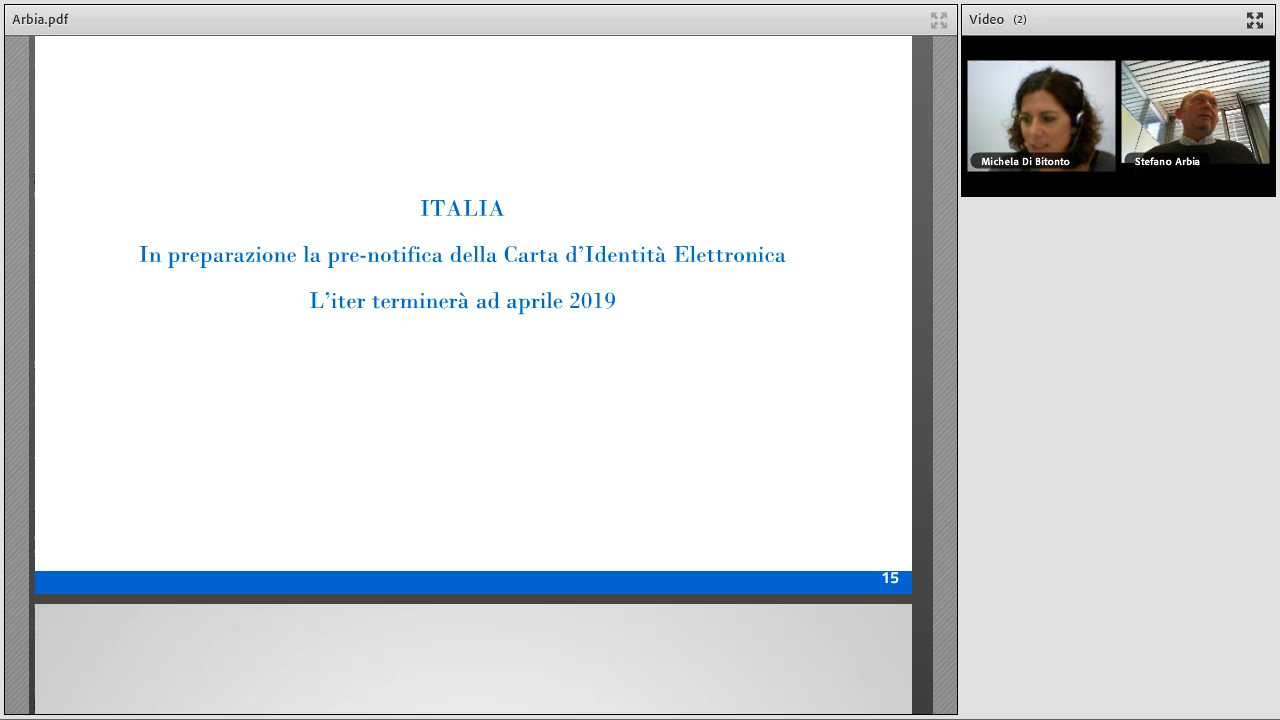 Arbia.pdf
Video (2)
Michela Di Bitonto
Stefano Arbia
ITALIA
In preparazione la pre-notifica della Carta d’Identità Elettronica
L’iter terminerà ad aprile 2019
15